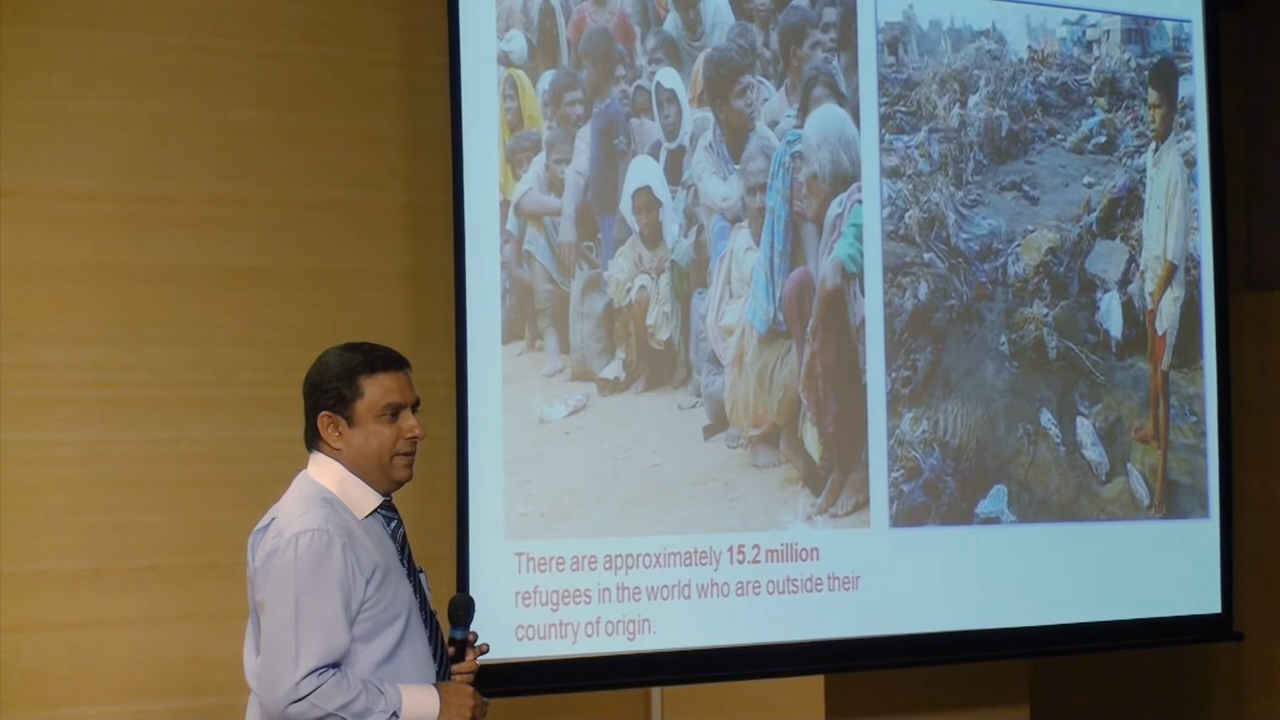 There are approximately 15.2 million
refugees in the world who are outside their
country of origin.